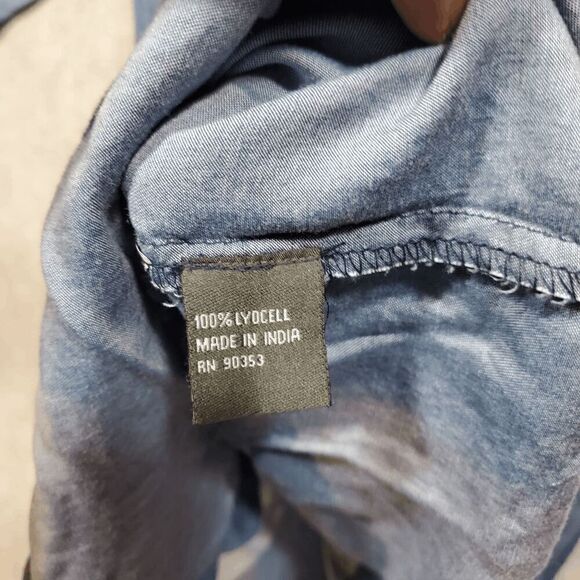 100% LYOCELL
MADE IN INDIA
RN 90353